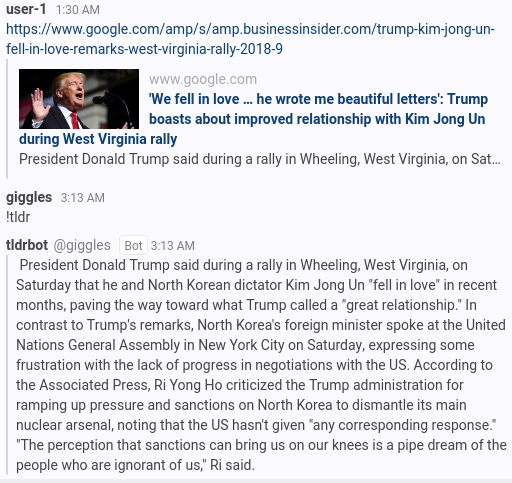 user-1 1:30 AM
https://www.google.com/amp/s/amp.businessinsider.com/trump-kim-jong-un-
fell-in-love-remarks-west-virginia-rally-2018-9
www.google.com
'We fell in love ... he wrote me beautiful letters': Trump
boasts about improved relationship with Kim Jong Un
during West Virginia rally
President Donald Trump said during a rally in Wheeling, West Virginia, on Sat...
giggles 3:13 AM
!tldr
tldrbot @giggles Bot 3:13 AM
President Donald Trump said during a rally in Wheeling, West Virginia, on
Saturday that he and North Korean dictator Kim Jong Un "fell in love" in recent
months, paving the way toward what Trump called a "great relationship." In
contrast to Trump's remarks, North Korea's foreign minister spoke at the United
Nations General Assembly in New York City on Saturday, expressing some
frustration with the lack of progress in negotiations with the US. According to
the Associated Press, Ri Yong Ho criticized the Trump administration for
ramping up pressure and sanctions on North Korea to dismantle its main
nuclear arsenal, noting that the US hasn't given "any corresponding response."
"The perception that sanctions can bring us on our knees is a pipe dream of the
people who are ignorant of us," Ri said.